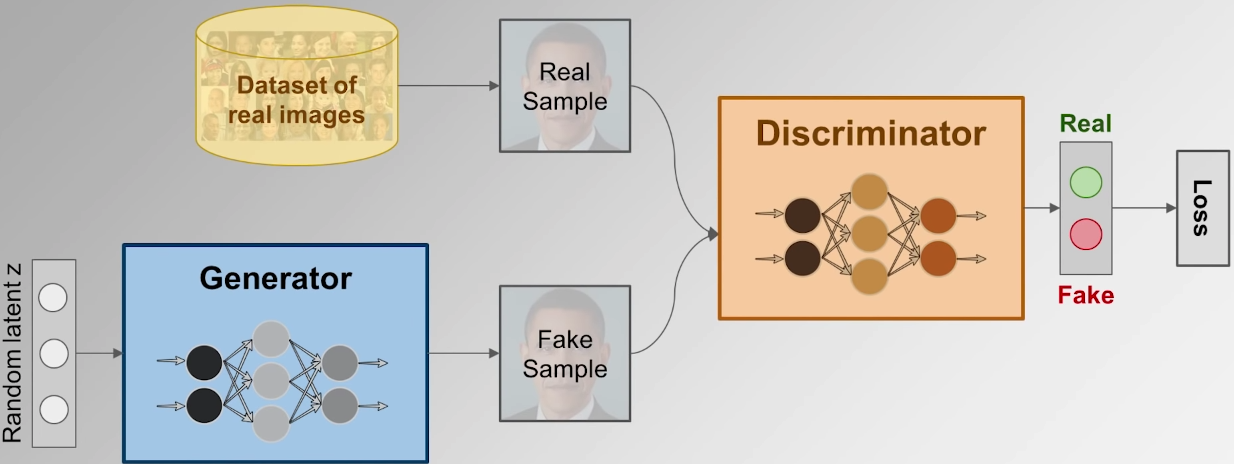 Dataset of
real images
Real
Sample
Discriminator
Real
Fake
Loss
Random latent z
Generator
Fake
Sample